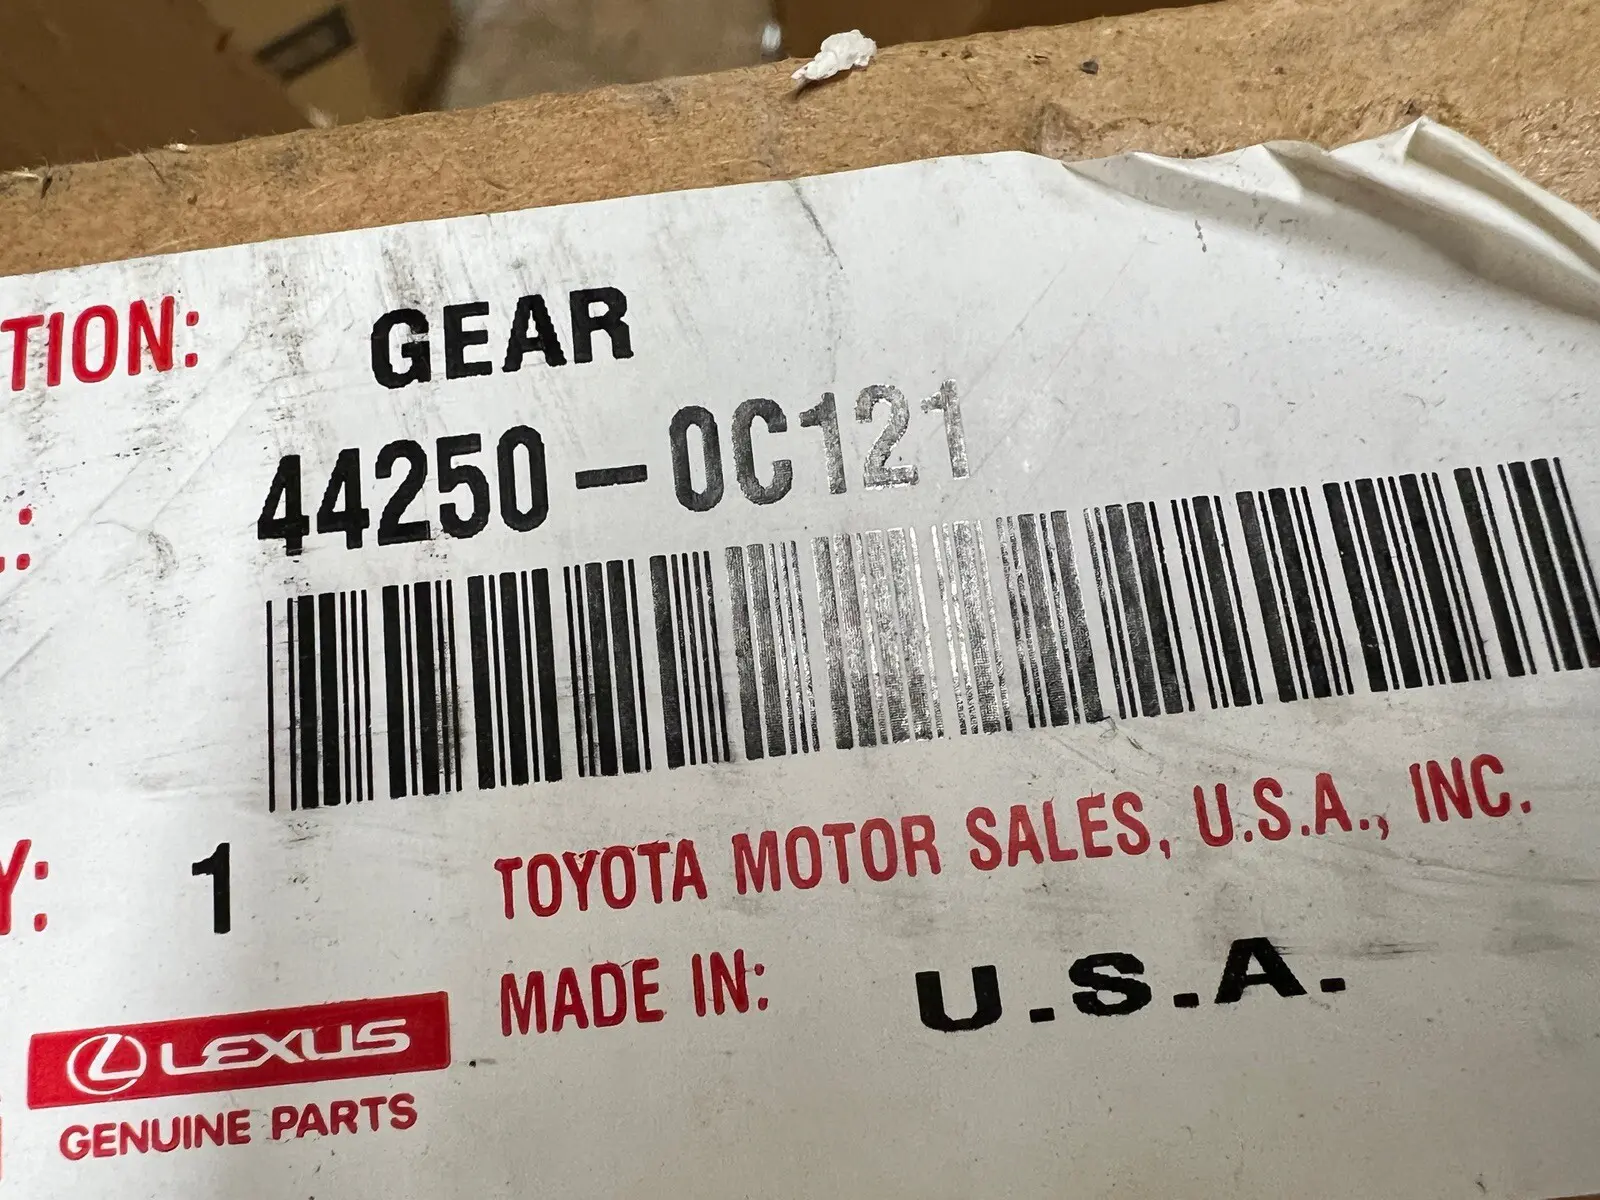 TION: GEAR
44250-0C121
Y: 1
TOYOTA MOTOR SALES, U.S.A., INC.
MADE IN: U.S.A.
LEXUS
GENUINE PARTS